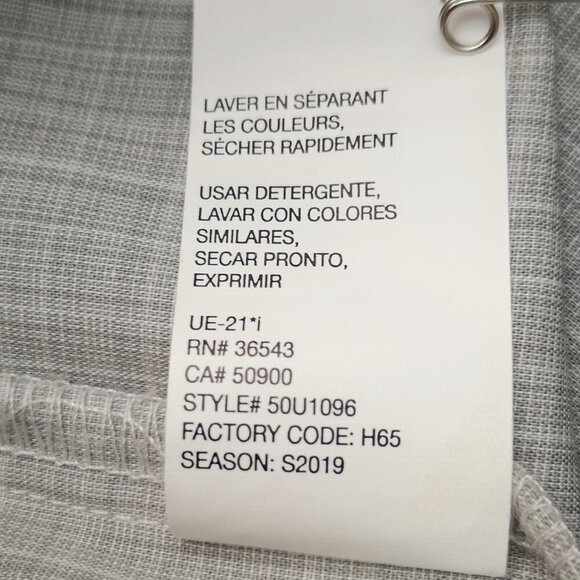 LAVER EN SÉPARANT
LES COULEURS,
SÉCHER RAPIDEMENT
USAR DETERGENTE,
LAVAR CON COLORES
SIMILARES,
SECAR PRONTO,
EXPRIMIR
UE-21*i
RN# 36543
CA# 50900
STYLE# 50U1096
FACTORY CODE: H65
SEASON: S2019